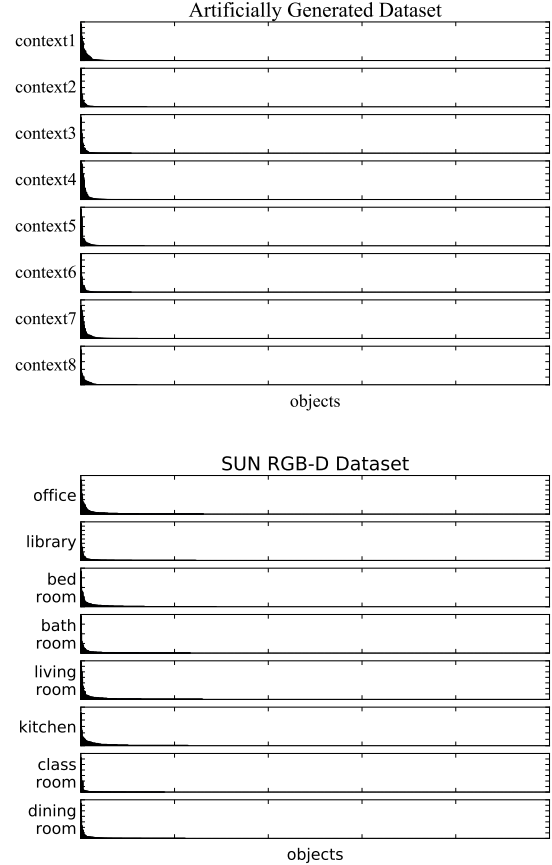 Artificially Generated Dataset
context1
context2
context3
context4
context5
context6
context7
context8
objects
SUN RGB-D Dataset
office
library
bed
room
bath
room
living
room
kitchen
class
room
dining
room
objects